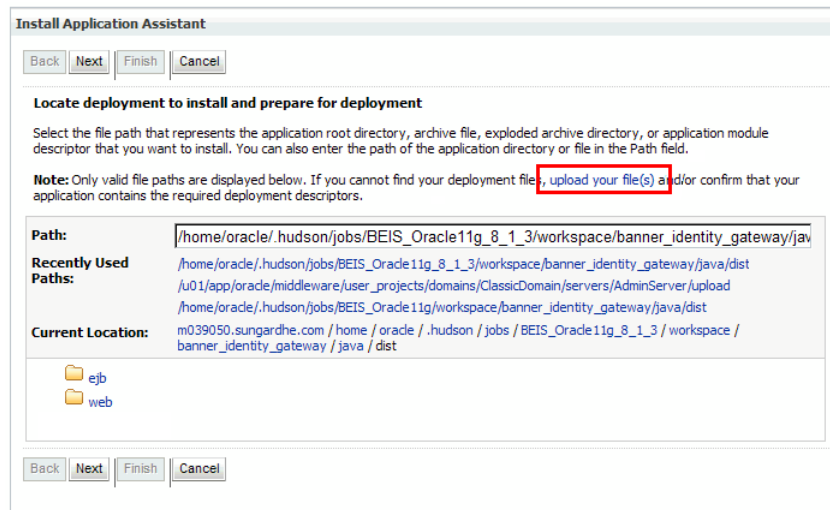 Install Application Assistant
Back Next Finish Cancel
Locate deployment to install and prepare for deployment
Select the file path that represents the application root directory, archive file, exploded archive directory, or application module
descriptor that you want to install. You can also enter the path of the application directory or file in the Path field.
Note: Only valid file paths are displayed below. If you cannot find your deployment files, upload your file(s) and/or confirm that your
application contains the required deployment descriptors.
Path: /home/oracle/.hudson/jobs/BEIS_Oracle11g_8_1_3/workspace/banner_identity_gateway/jav
Recently Used /home/oracle/.hudson/jobs/BEIS_Oracle11g_8_1_3/workspace/banner_identity_gateway/java/dist
Paths: /u01/app/oracle/middleware/user_projects/domains/ClassicDomain/servers/AdminServer/upload
/home/oracle/.hudson/jobs/BEIS_Oracle11g/workspace/banner_identity_gateway/java/dist
Current Location: m039050.sungardhe.com / home / oracle / .hudson / jobs / BEIS_Oracle11g_8_1_3 / workspace /
banner_identity_gateway / java / dist
ejb
web
Back Next Finish Cancel